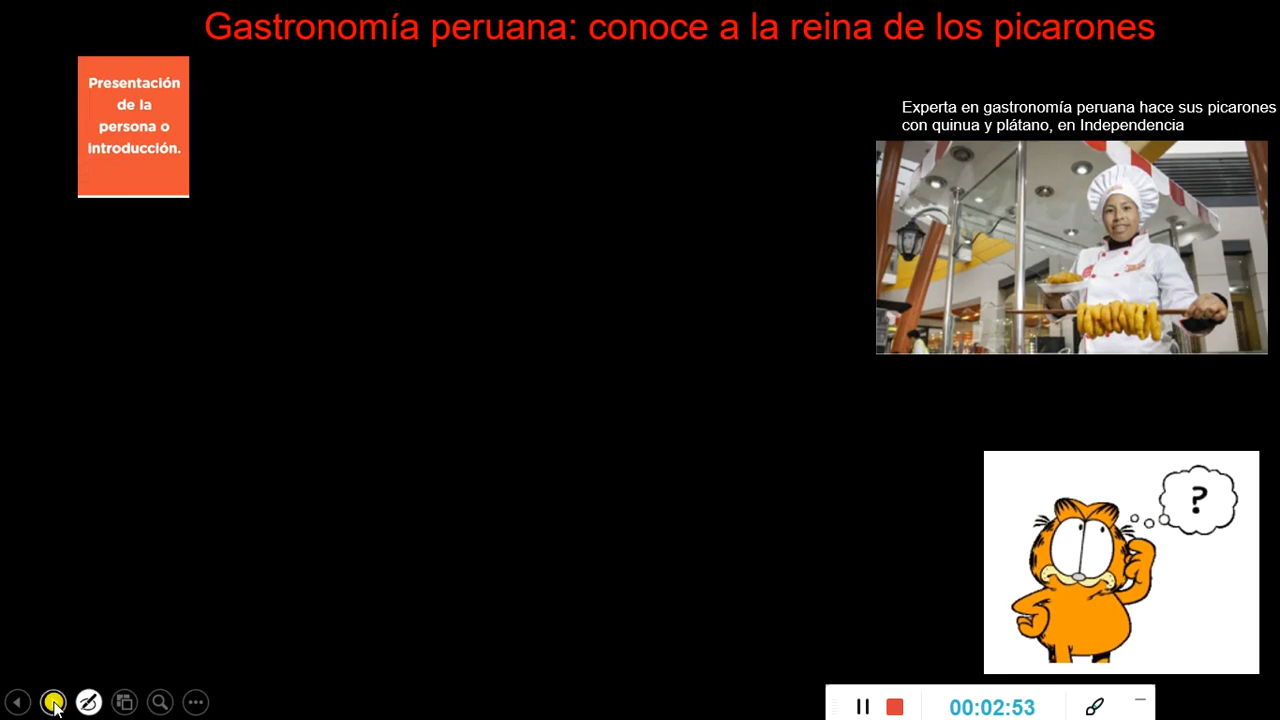 Gastronomía peruana: conoce a la reina de los picarones
Presentación
de la
persona o
introducción.
Experta en gastronomía peruana hace sus picarones
con quinua y plátano, en Independencia
?
00:02:53